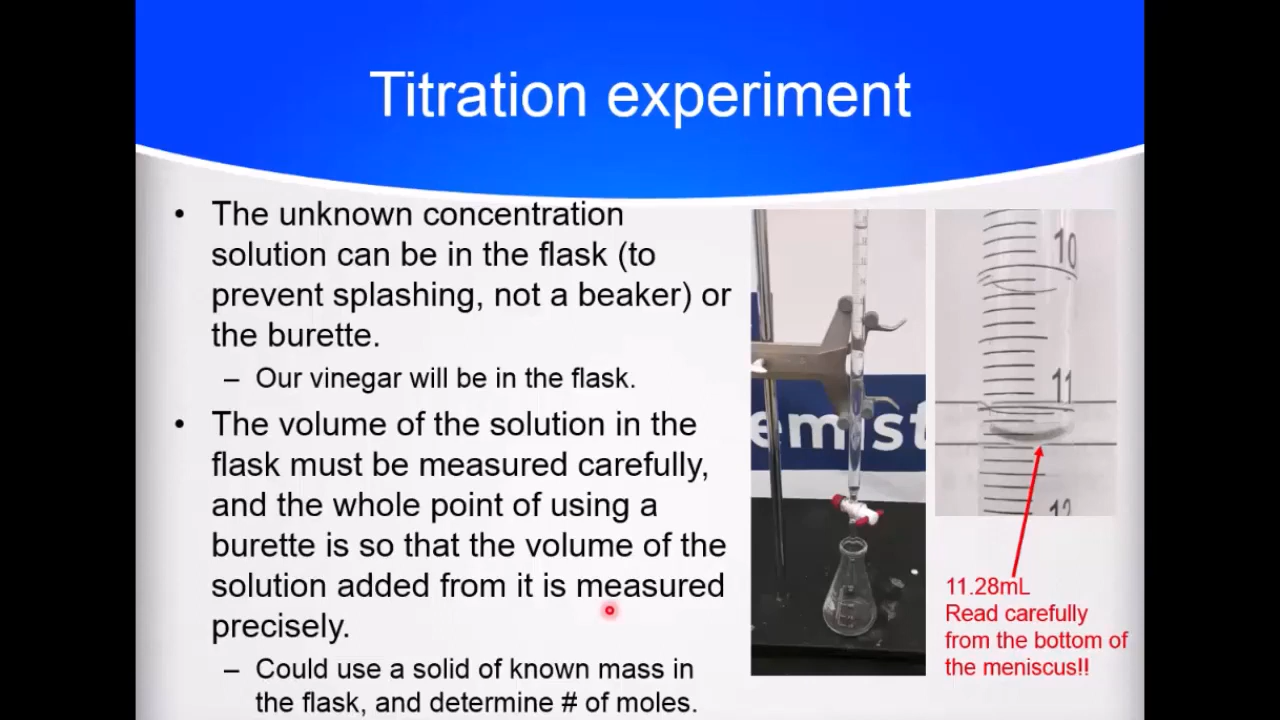 Titration experiment
• The unknown concentration
solution can be in the flask (to
prevent splashing, not a beaker) or
the burette.
– Our vinegar will be in the flask.
• The volume of the solution in the
flask must be measured carefully,
and the whole point of using a
burette is so that the volume of the
solution added from it is measured
precisely.
– Could use a solid of known mass in
the flask, and determine # of moles.
emist
10
11
12
11.28mL
Read carefully
from the bottom of
the meniscus!!